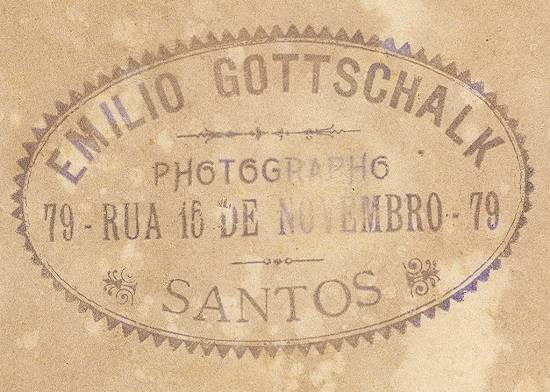 EMILIO GOTTSCHALK
PHOTOGRAPHO
79 - RUA 15 DE NOVEMBRO - 79
SANTOS